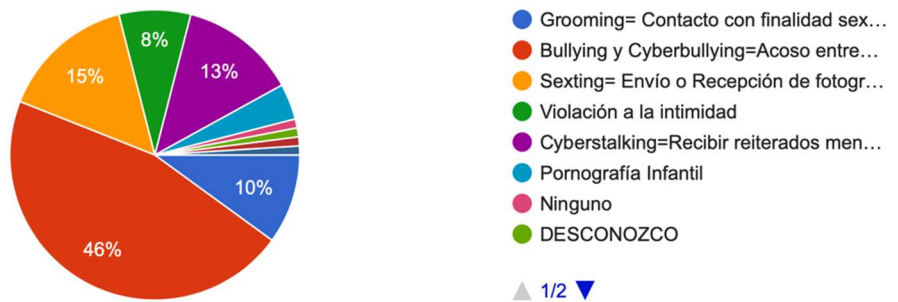 8%
15%
13%
10%
46%
Grooming= Contacto con finalidad sex…
Bullying y Cyberbullying=Acoso entre…
Sexting= Envío o Recepción de fotogr…
Violación a la intimidad
Cyberstalking=Recibir reiterados men…
Pornografía Infantil
Ninguno
DESCONOZCO
1/2